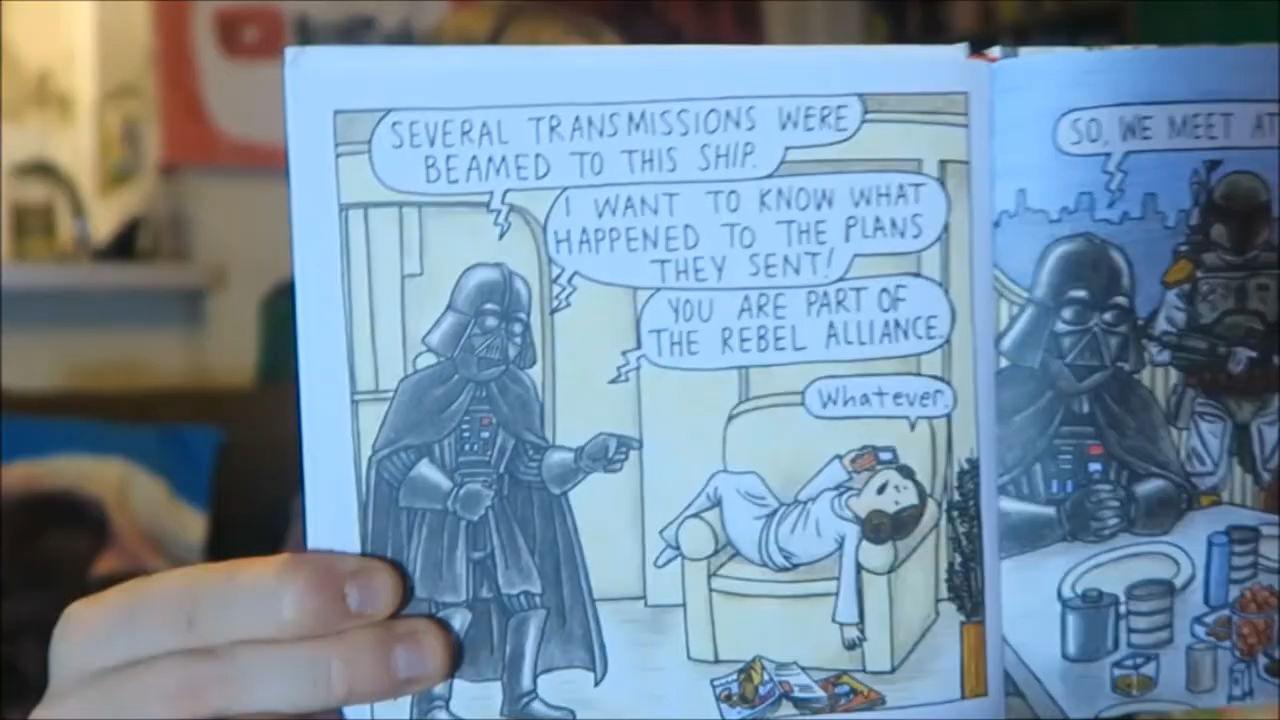 SEVERAL TRANSMISSIONS WERE
BEAMED TO THIS SHIP.
I WANT TO KNOW WHAT
HAPPENED TO THE PLANS
THEY SENT!
YOU ARE PART OF
THE REBEL ALLIANCE.
Whatever.
SO, WE MEET AT